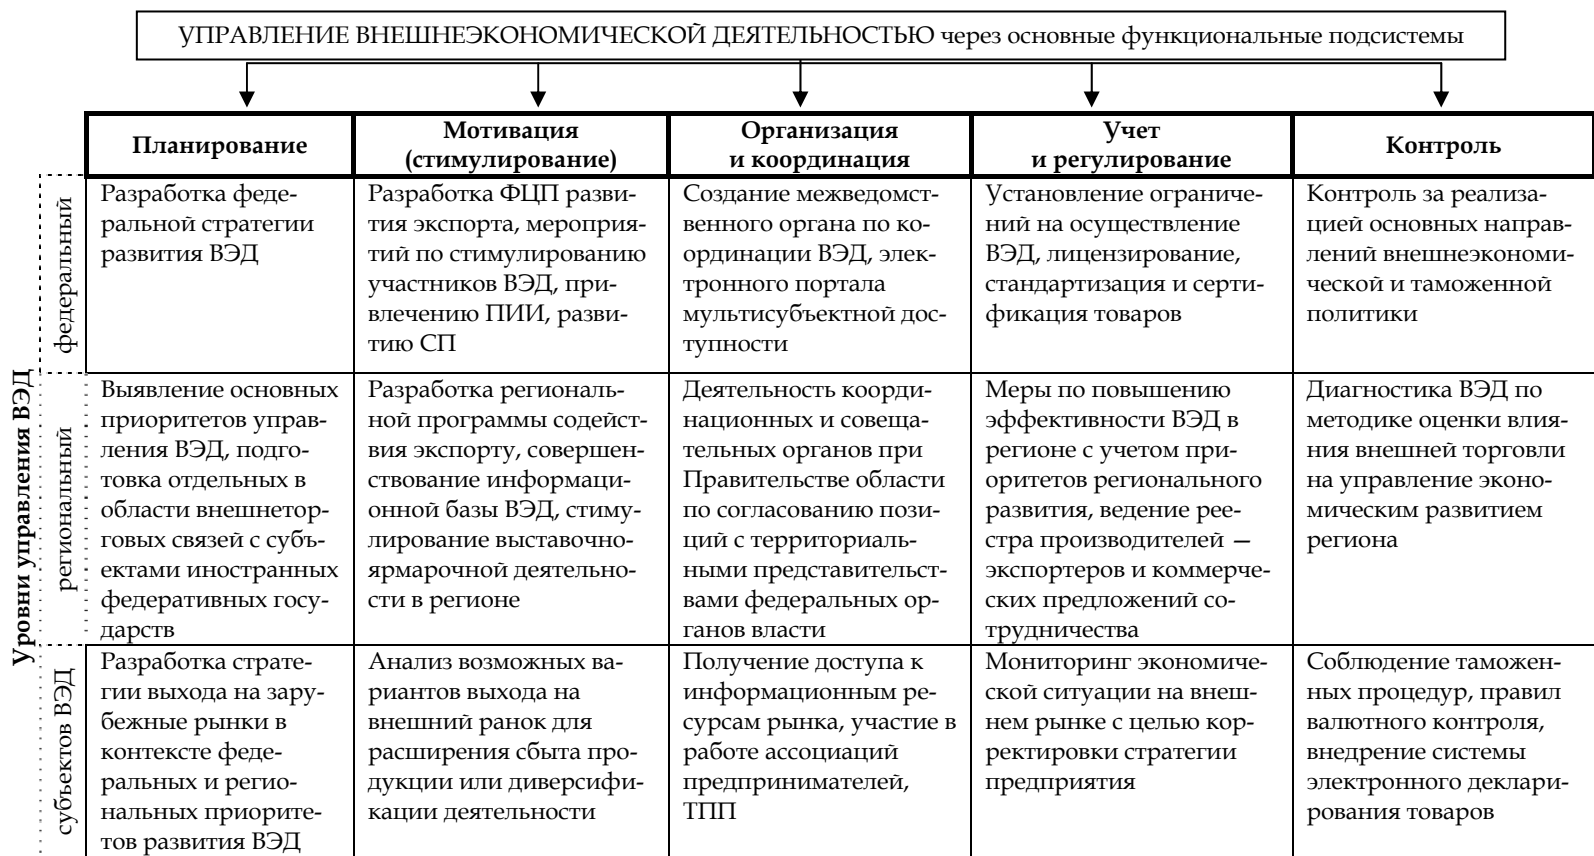 УПРАВЛЕНИЕ ВНЕШНЕЭКОНОМИЧЕСКОЙ ДЕЯТЕЛЬНОСТЬЮ через основные функциональные подсистемы
Планирование
Мотивация
(стимулирование)
Организация
и координация
Учет
и регулирование
Контроль
Уровни управления ВЭД
федеральный
Разработка феде-
ральной стратегии
развития ВЭД
Разработка ФЦП разви-
тия экспорта, мероприя-
тий по стимулированию
участников ВЭД, при-
влечению ПИИ, разви-
тию СП
Создание межведомст-
венного органа по ко-
ординации ВЭД, элек-
тронного портала
мультисубъектной дос-
тупности
Установление ограниче-
ний на осуществление
ВЭД, лицензирование,
стандартизация и серти-
фикация товаров
Контроль за реализа-
цией основных направ-
лений внешнеэкономи-
ческой и таможенной
политики
региональный
Выявление основных
приоритетов управ-
ления ВЭД, подго-
товка отдельных в
области внешнетор-
говых связей с субъ-
ектами иностранных
федеративных госу-
дарств
Разработка региональ-
ной программы содейст-
вия экспорту, совершен-
ствование информаци-
онной базы ВЭД, стиму-
лирование выставочно-
ярмарочной деятельно-
сти в регионе
Деятельность коорди-
национных и совеща-
тельных органов при
Правительстве области
по согласованию пози-
ций с территориаль-
ными представительст-
вами федеральных ор-
ганов власти
Меры по повышению
эффективности ВЭД в
регионе с учетом при-
оритетов регионального
развития, ведение рее-
стра производителей —
экспортеров и коммерче-
ских предложений со-
трудничества
Диагностика ВЭД по
методике оценки влия-
ния внешней торговли
на управление эконо-
мическим развитием
региона
субъектов ВЭД
Разработка страте-
гии выхода на зару-
бежные рынки в
контексте феде-
ральных и регио-
нальных приорите-
тов развития ВЭД
Анализ возможных ва-
риантов выхода на
внешний ранок для
расширения сбыта про-
дукции или диверсифи-
кации деятельности
Получение доступа к
информационным ре-
сурсам рынка, участие в
работе ассоциаций
предпринимателей,
ТПП
Мониторинг экономиче-
ской ситуации на внеш-
нем рынке с целью кор-
ректировки стратегии
предприятия
Соблюдение таможен-
ных процедур, правил
валютного контроля,
внедрение системы
электронного деклари-
рования товаров